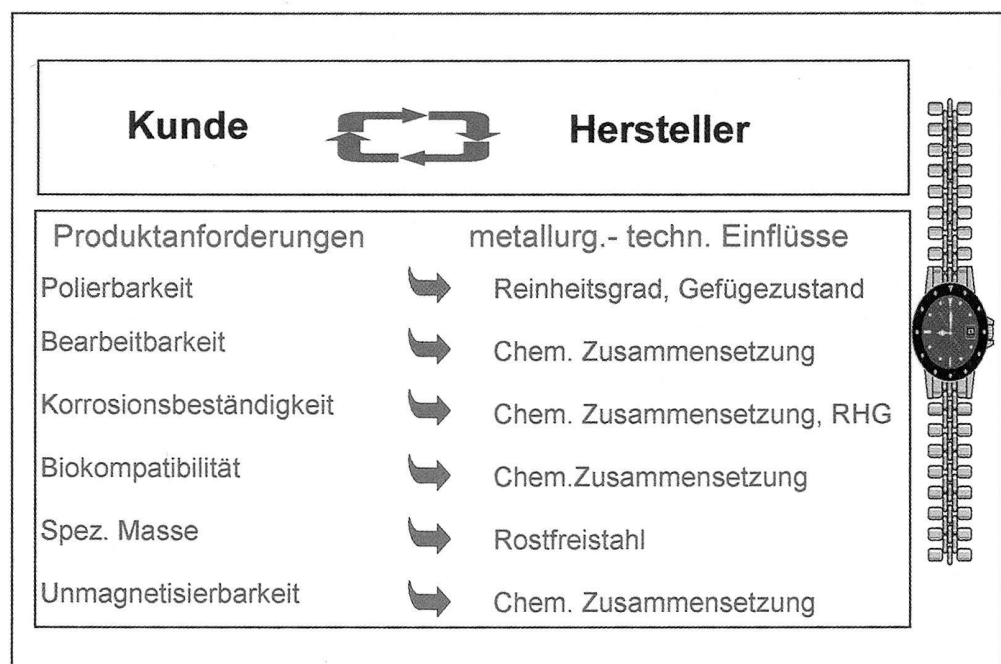 Kunde Hersteller
Produktanforderungen metallurg.- techn. Einflüsse
Polierbarkeit Reinheitsgrad, Gefügezustand
Bearbeitbarkeit Chem. Zusammensetzung
Korrosionsbeständigkeit Chem. Zusammensetzung, RHG
Biokompatibilität Chem.Zusammensetzung
Spez. Masse Rostfreistahl
Unmagnetisierbarkeit Chem. Zusammensetzung